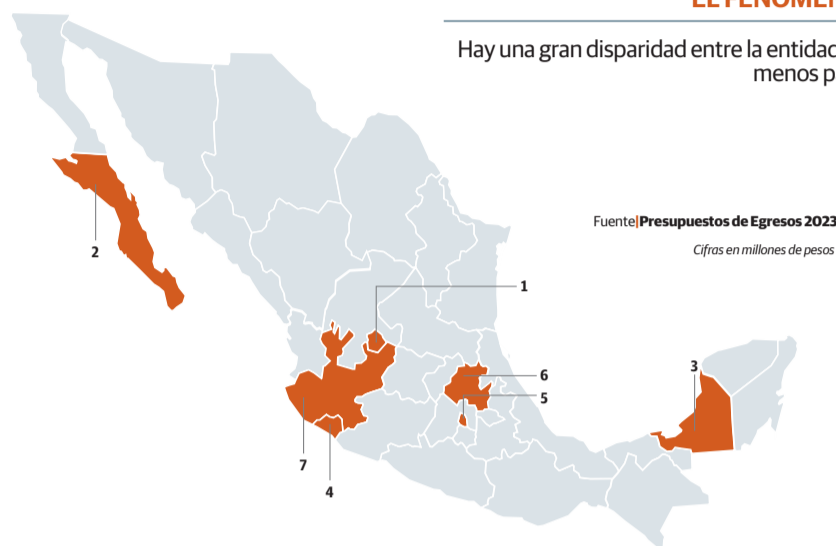 Hay una gran disparidad entre la entidad
menos p
Fuente|Presupuestos de Egresos 2023
Cifras en millones de pesos
2
1
3
6
5
7
4